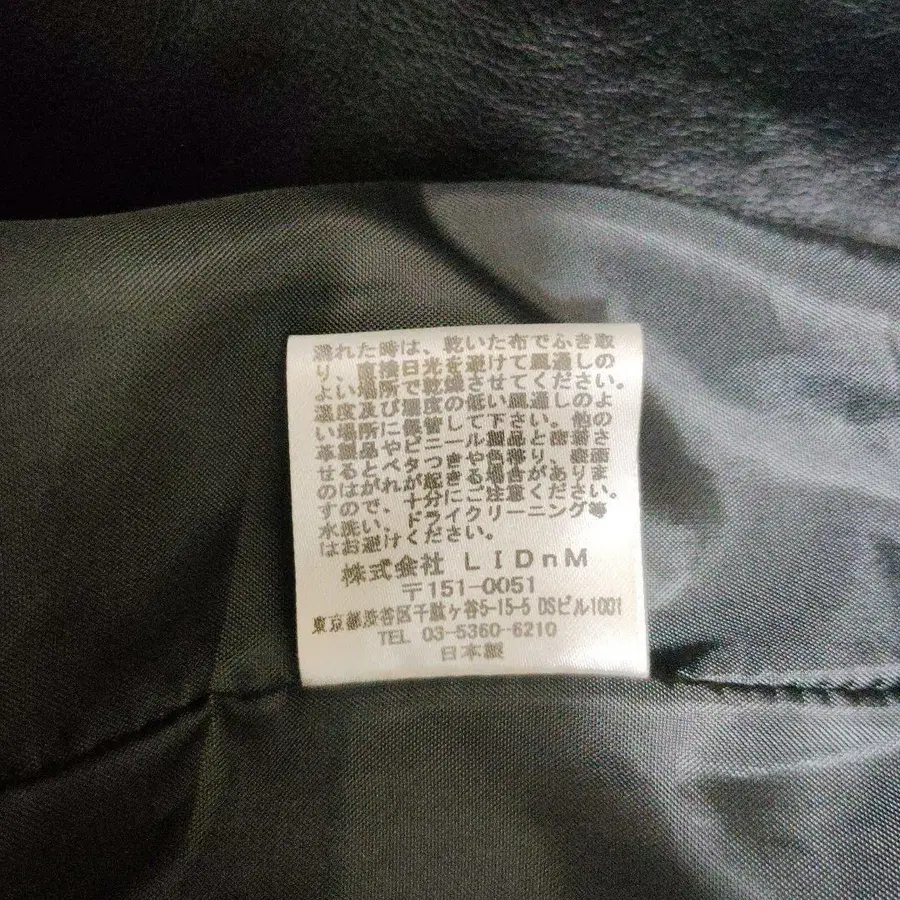 濡れた時は、乾いた布でふき取
り、直接日光を避けて風通しの
よい場所で乾燥させてください。
温度及び湿度の低い風通しのよ
い場所に保管して下さい。他の
革製品やビニール製品と密着さ
せるとベタつきや色移り、表面
のはがれが起きる場合がありま
すので、十分にご注意ください。
水洗い、ドライクリーニング等
はお避けください。
株式会社 LIDnM
〒151-0051
東京都渋谷区千駄ヶ谷5-15-5 DSビル1001
TEL 03-5360-6210
日本製